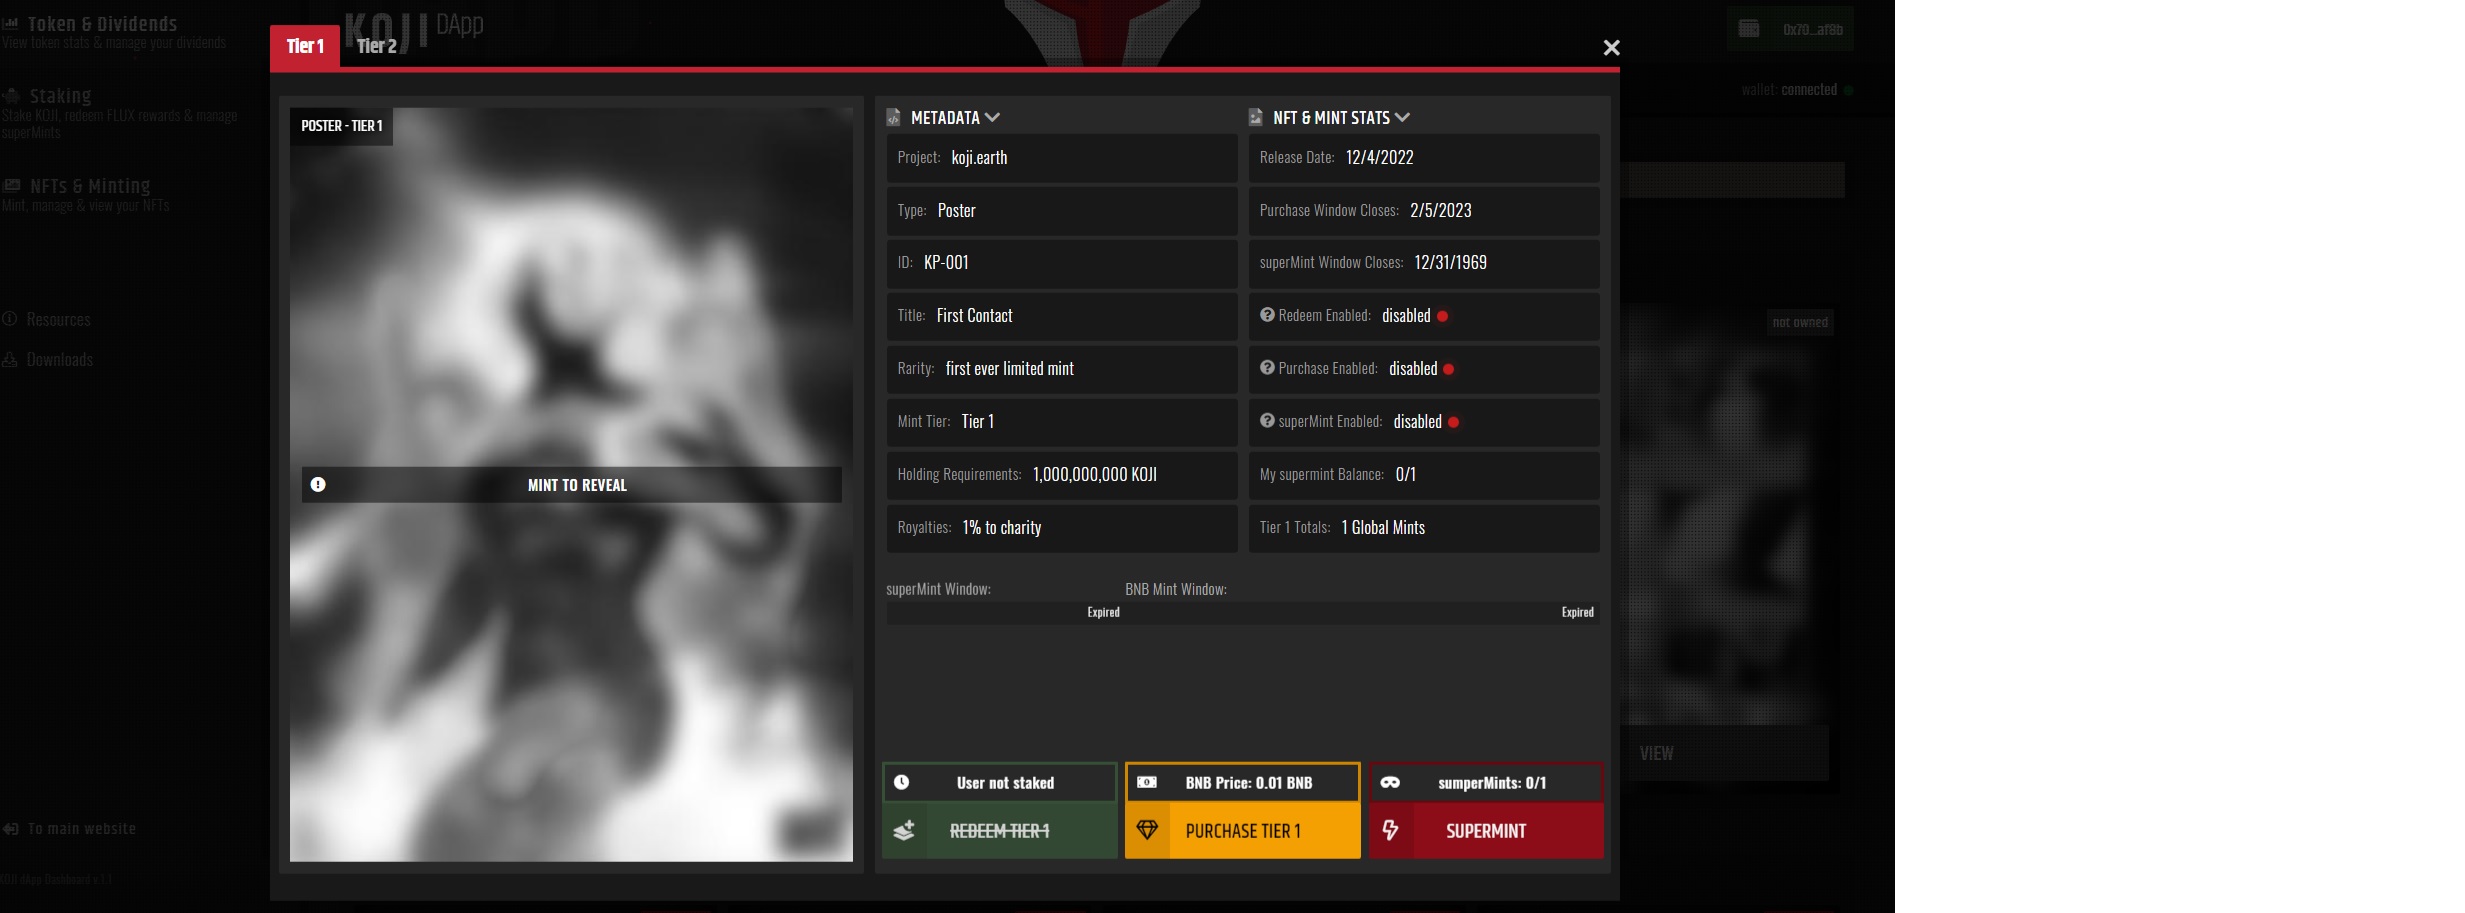 Token & Dividends
View token stats & manage your dividends
Staking
Stake KOJI, redeem FLUX rewards & manage
superMints
NFTs & Minting
Mint, manage & view your NFTs
Resources
Downloads
To main website
KOJI dApp Dashboard v.1.1
KOJI DApp
0x70...af8b
wallet: connected
Tier 1
Tier 2
POSTER - TIER 1
MINT TO REVEAL
METADATA
Project: koji.earth
Type: Poster
ID: KP-001
Title: First Contact
Rarity: first ever limited mint
Mint Tier: Tier 1
Holding Requirements: 1,000,000,000 KOJI
Royalties: 1% to charity
NFT & MINT STATS
Release Date: 12/4/2022
Purchase Window Closes: 2/5/2023
superMint Window Closes: 12/31/1969
Redeem Enabled: disabled
Purchase Enabled: disabled
superMint Enabled: disabled
My supermint Balance: 0/1
Tier 1 Totals: 1 Global Mints
superMint Window:
Expired
BNB Mint Window:
Expired
User not staked
REDEEM TIER 1
BNB Price: 0.01 BNB
PURCHASE TIER 1
sumperMints: 0/1
SUPERMINT
not owned
VIEW